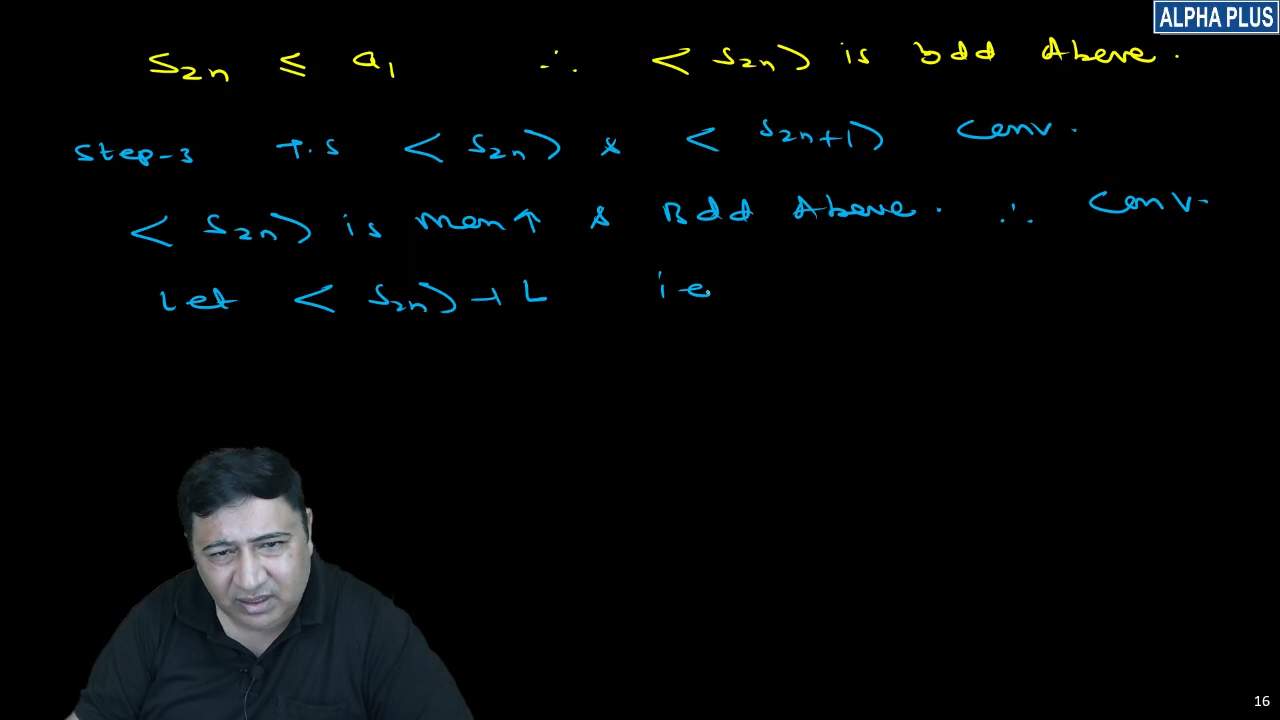 ALPHA PLUS
S₂ₙ ≤ a₁ ∴ < S₂ₙ> is bdd Above.
Step-3 T.S < S₂ₙ> & < S₂ₙ₊₁> Conv.
< S₂ₙ> is mon↑ & Bdd Above. ∴ Conv.
Let < S₂ₙ> → L ie
16